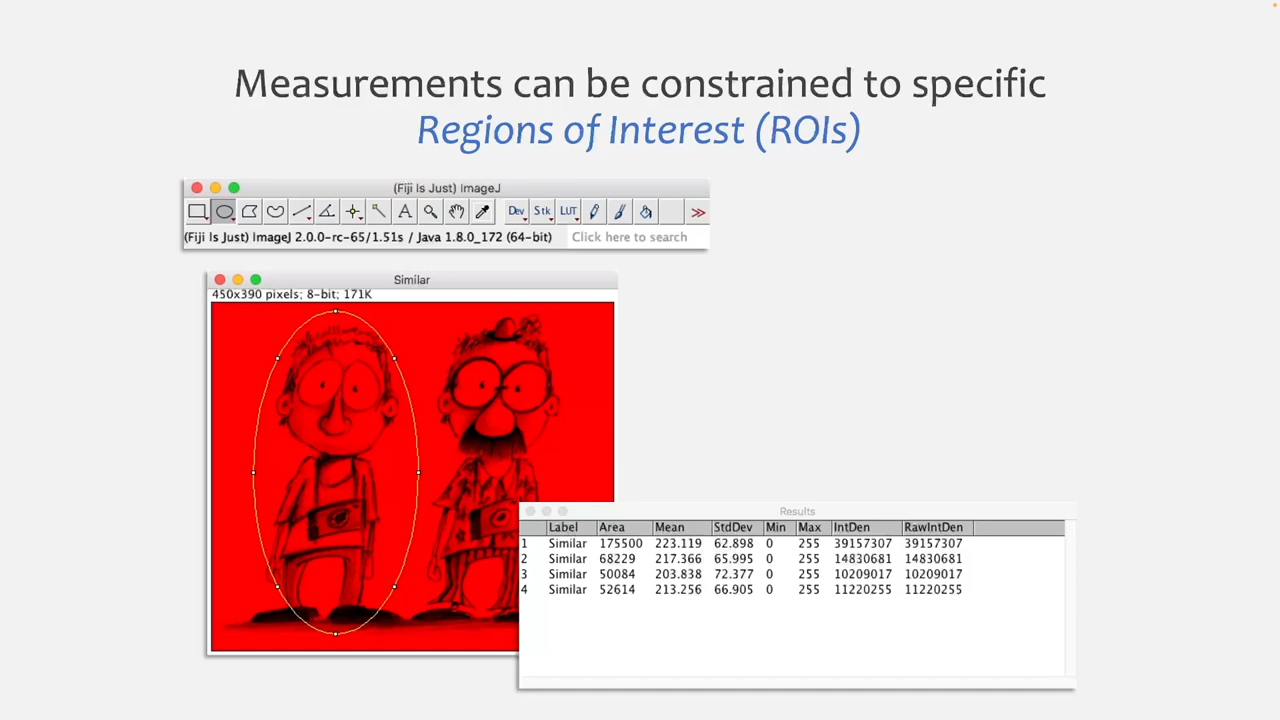 Measurements can be constrained to specific
Regions of Interest (ROIs)
(Fiji Is Just) ImageJ
A Dev Stk LUT >>
(Fiji Is Just) ImageJ 2.0.0-rc-65/1.51s / Java 1.8.0_172 (64-bit) Click here to search
Similar
450x390 pixels; 8-bit; 171K
Results
Label Area Mean StdDev Min Max IntDen RawIntDen
1 Similar 175500 223.119 62.898 0 255 39157307 39157307
2 Similar 68229 217.366 65.995 0 255 14830681 14830681
3 Similar 50084 203.838 72.377 0 255 10209017 10209017
4 Similar 52614 213.256 66.905 0 255 11220255 11220255